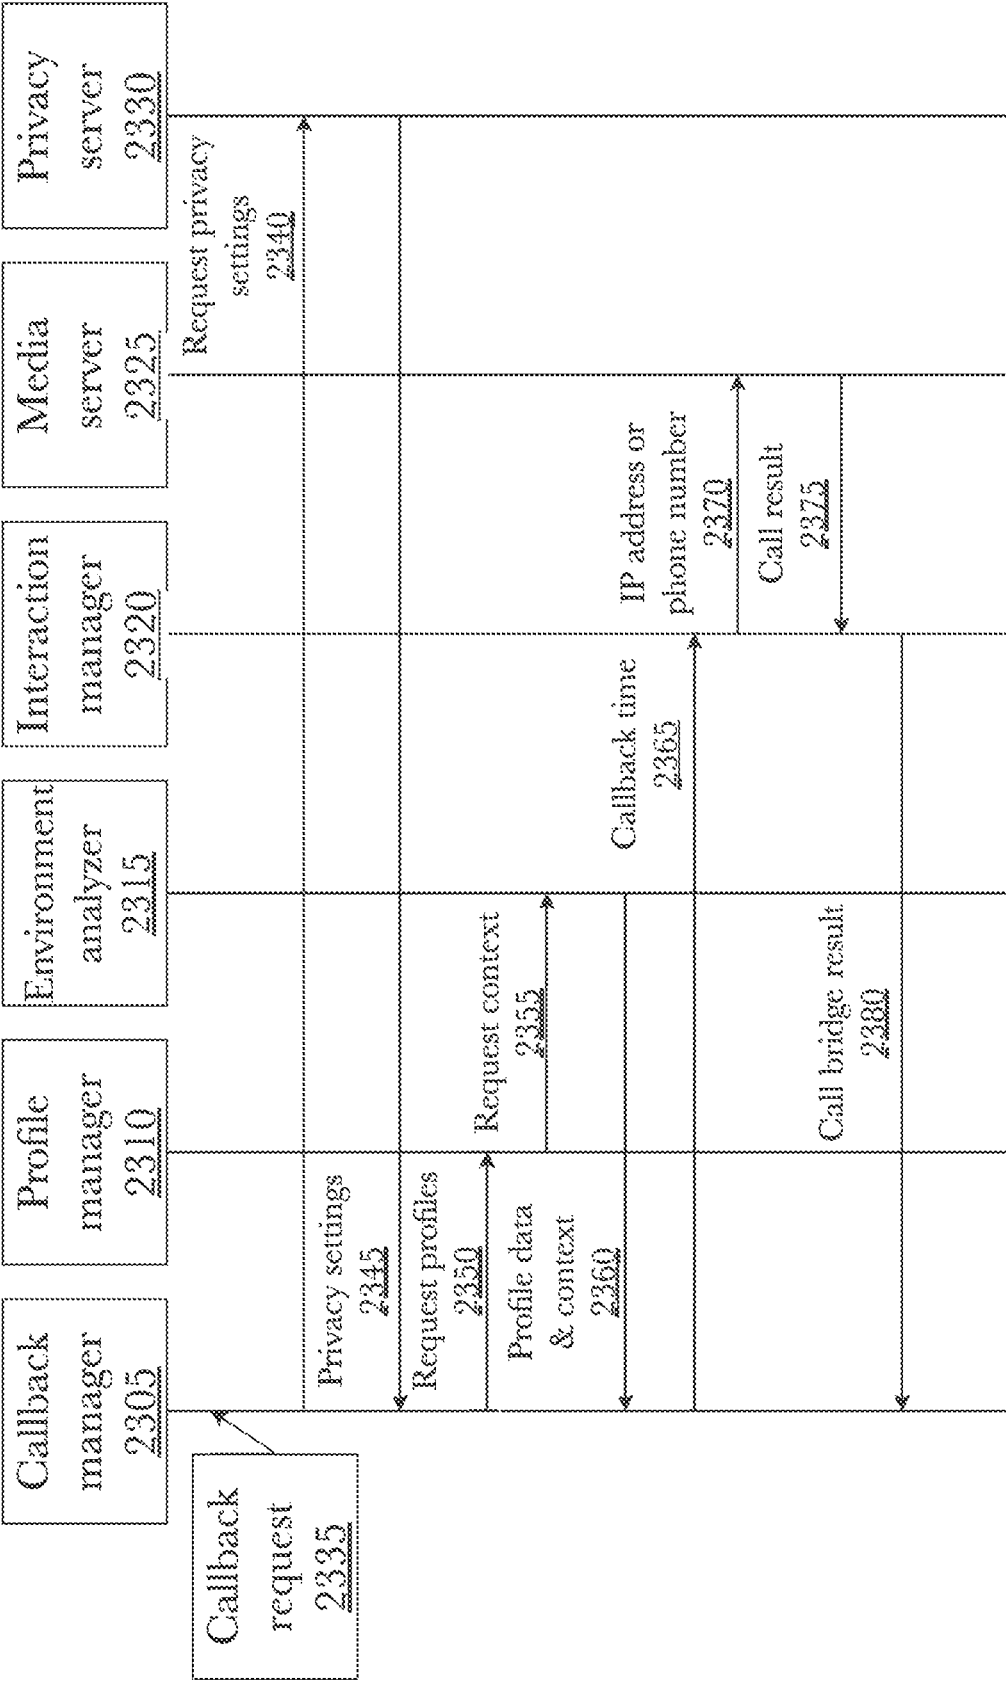 Callback
manager
2305
Profile
manager
2310
Environment
analyzer
2315
Interaction
manager
2320
Media
server
2325
Privacy
server
2330
Callback
request
2335
Request privacy
settings
2340
Privacy settings
2345
Request profiles
2350
Request context
2355
Profile data
& context
2360
Callback time
2365
IP address or
phone number
2370
Call result
2375
Call bridge result
2380